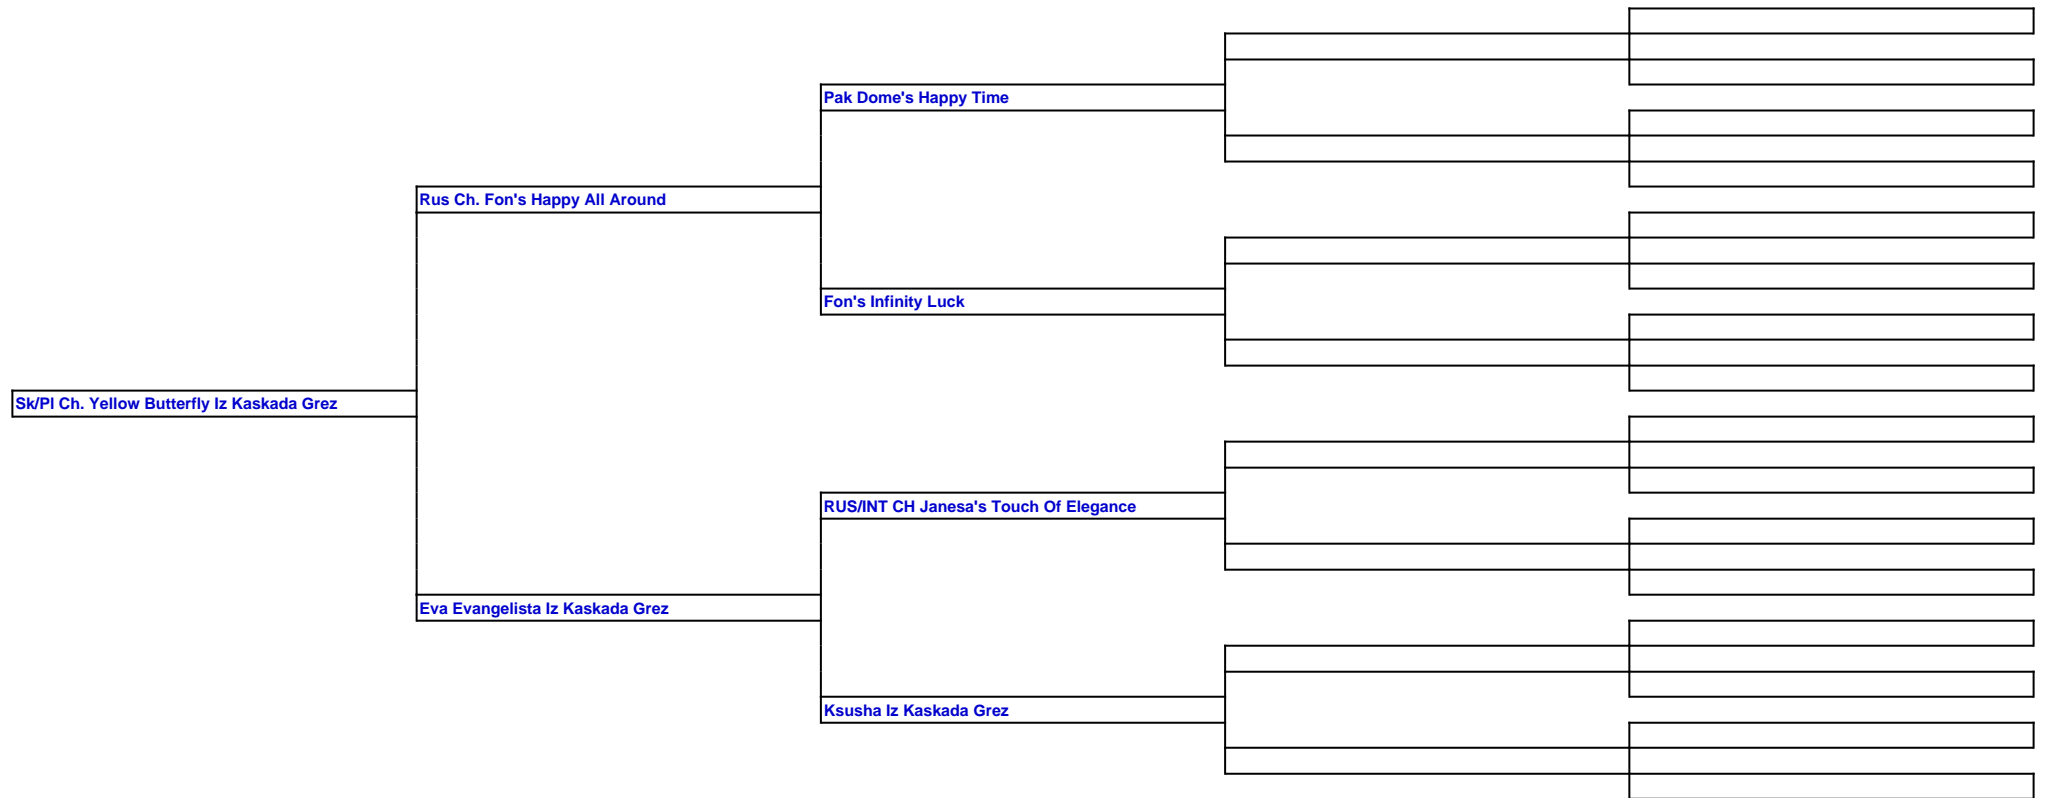 Pak Dome's Happy Time
Rus Ch. Fon's Happy All Around
Fon's Infinity Luck
Sk/Pl Ch. Yellow Butterfly Iz Kaskada Grez
RUS/INT CH Janesa's Touch Of Elegance
Eva Evangelista Iz Kaskada Grez
Ksusha Iz Kaskada Grez